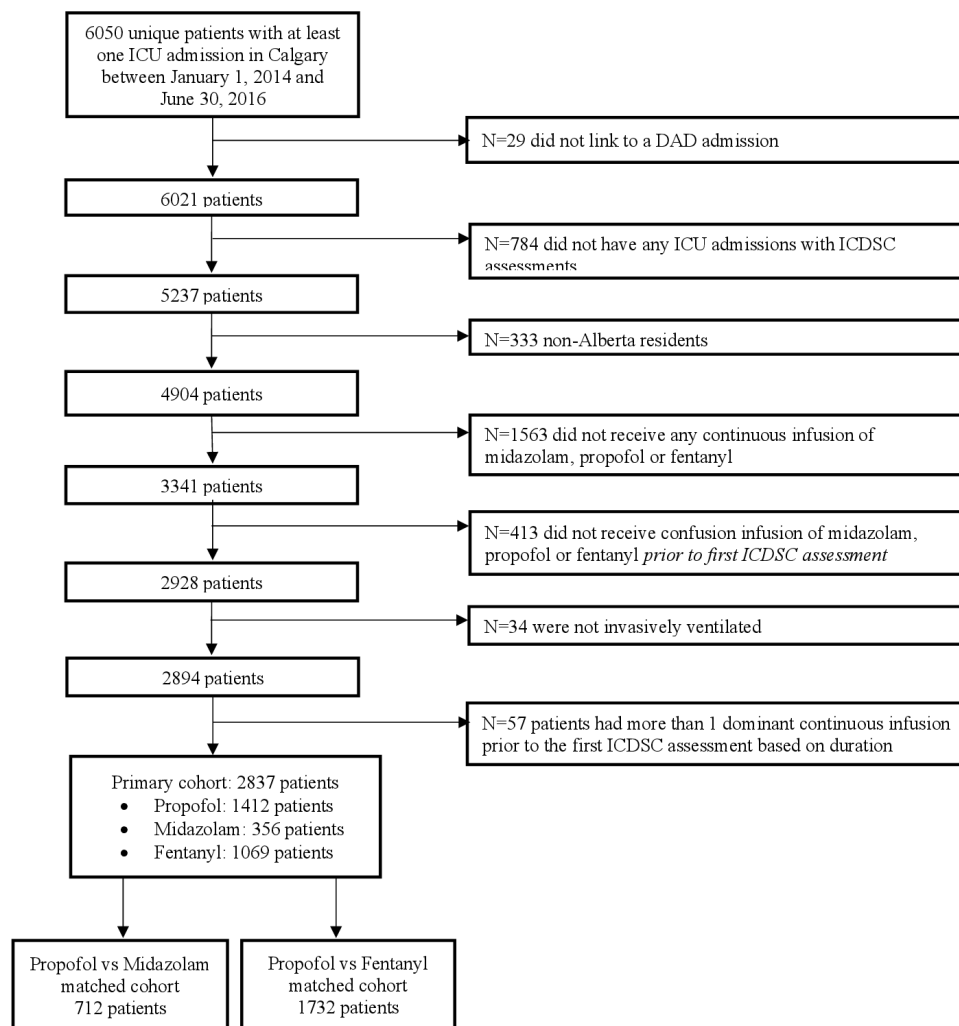 6050 unique patients with at least
one ICU admission in Calgary
between January 1, 2014 and
June 30, 2016
N=29 did not link to a DAD admission
6021 patients
N=784 did not have any ICU admissions with ICDSC
assessments
5237 patients
N=333 non-Alberta residents
4904 patients
N=1563 did not receive any continuous infusion of
midazolam, propofol or fentanyl
3341 patients
N=413 did not receive confusion infusion of midazolam,
propofol or fentanyl prior to first ICDSC assessment
2928 patients
N=34 were not invasively ventilated
2894 patients
N=57 patients had more than 1 dominant continuous infusion
prior to the first ICDSC assessment based on duration
Primary cohort: 2837 patients
• Propofol: 1412 patients
• Midazolam: 356 patients
• Fentanyl: 1069 patients
Propofol vs Midazolam
matched cohort
712 patients
Propofol vs Fentanyl
matched cohort
1732 patients